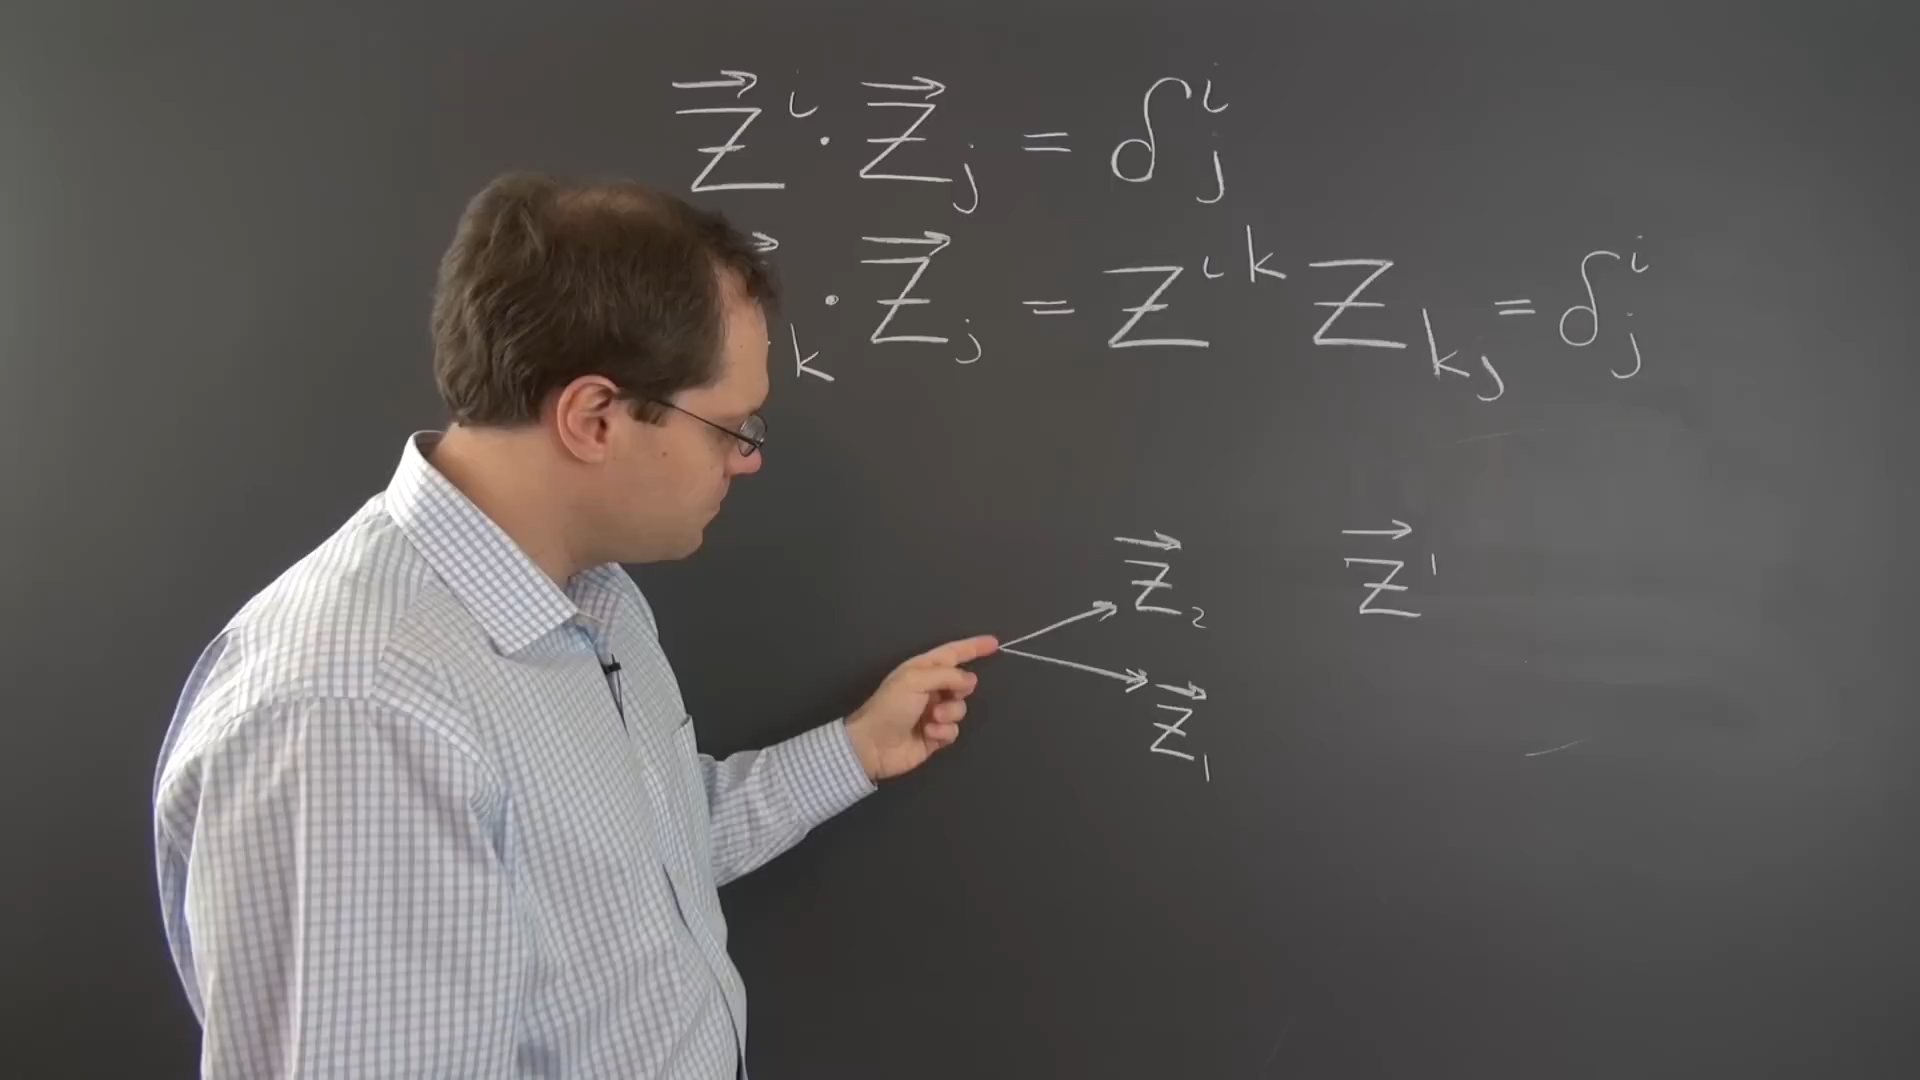 Z⃗ⁱ · Z⃗ⱼ = δⁱⱼ
k · Z⃗ⱼ = Zⁱᵏ Zₖⱼ = δⁱⱼ
Z⃗₂ Z⃗¹
Z⃗₁